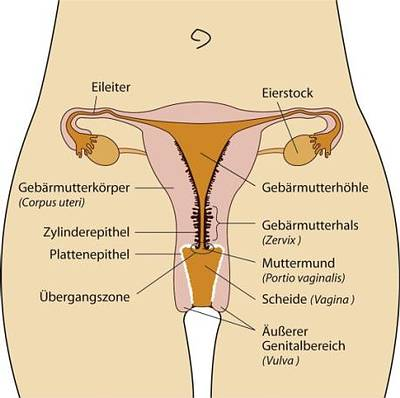 Eileiter
Eierstock
Gebärmutterkörper
(Corpus uteri)
Gebärmutterhöhle
Zylinderepithel
Gebärmutterhals
(Zervix )
Plattenepithel
Muttermund
(Portio vaginalis)
Übergangszone
Scheide (Vagina )
Äußerer
Genitalbereich
(Vulva )